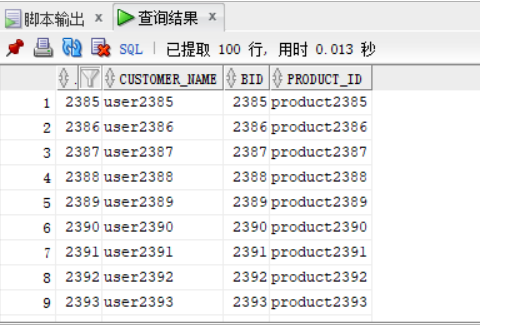 脚本输出 × 查询结果 ×
SQL | 已提取 100 行, 用时 0.013 秒
. CUSTOMER_NAME BID PRODUCT_ID
1 2385 user2385 2385 product2385
2 2386 user2386 2386 product2386
3 2387 user2387 2387 product2387
4 2388 user2388 2388 product2388
5 2389 user2389 2389 product2389
6 2390 user2390 2390 product2390
7 2391 user2391 2391 product2391
8 2392 user2392 2392 product2392
9 2393 user2393 2393 product2393